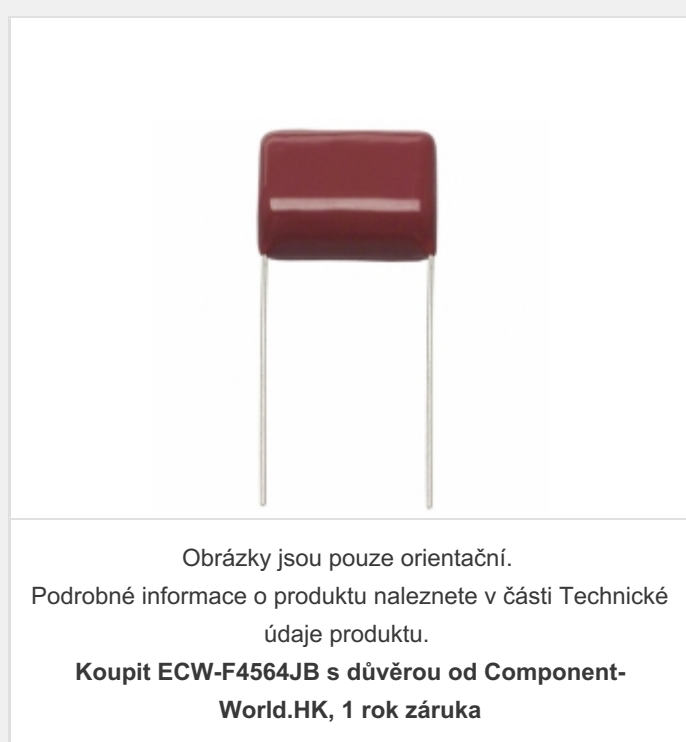 Obrázky jsou pouze orientační.
Podrobné informace o produktu naleznete v části Technické
údaje produktu.
Koupit ECW-F4564JB s důvěrou od Component-
World.HK, 1 rok záruka